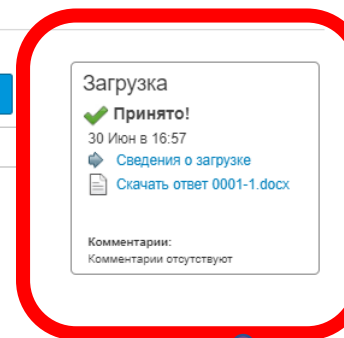 Загрузка
Принято!
30 Июн в 16:57
Сведения о загрузке
Скачать ответ 0001-1.docx
Комментарии:
Комментарии отсутствуют